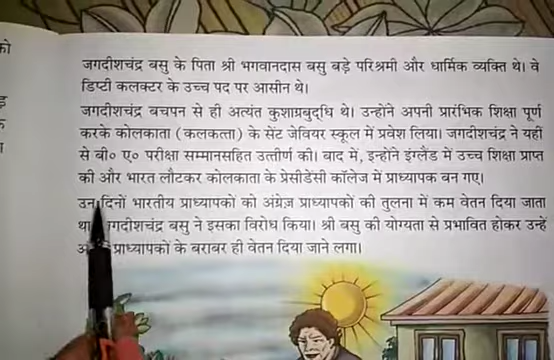 को
जगदीशचंद्र बसु के पिता श्री भगवानदास बसु बड़े परिश्रमी और धार्मिक व्यक्ति थे। वे
डिप्टी कलक्टर के उच्च पद पर आसीन थे।
जगदीशचंद्र बचपन से ही अत्यंत कुशाग्रबुद्धि थे। उन्होंने अपनी प्रारंभिक शिक्षा पूर्ण
करके कोलकाता (कलकत्ता) के सेंट जेवियर स्कूल में प्रवेश लिया। जगदीशचंद्र ने यहीं
से बी० ए० परीक्षा सम्मानसहित उत्तीर्ण की। बाद में, इन्होंने इंग्लैंड में उच्च शिक्षा प्राप्त
की और भारत लौटकर कोलकाता के प्रेसीडेंसी कॉलेज में प्राध्यापक बन गए।
उन दिनों भारतीय प्राध्यापकों को अंग्रेज़ प्राध्यापकों की तुलना में कम वेतन दिया जाता
बसु ने इसका विरोध किया। श्री बसु की योग्यता से प्रभावित होकर उन्हें
प्राध्यापकों के बराबर ही वेतन दिया जाने लगा।